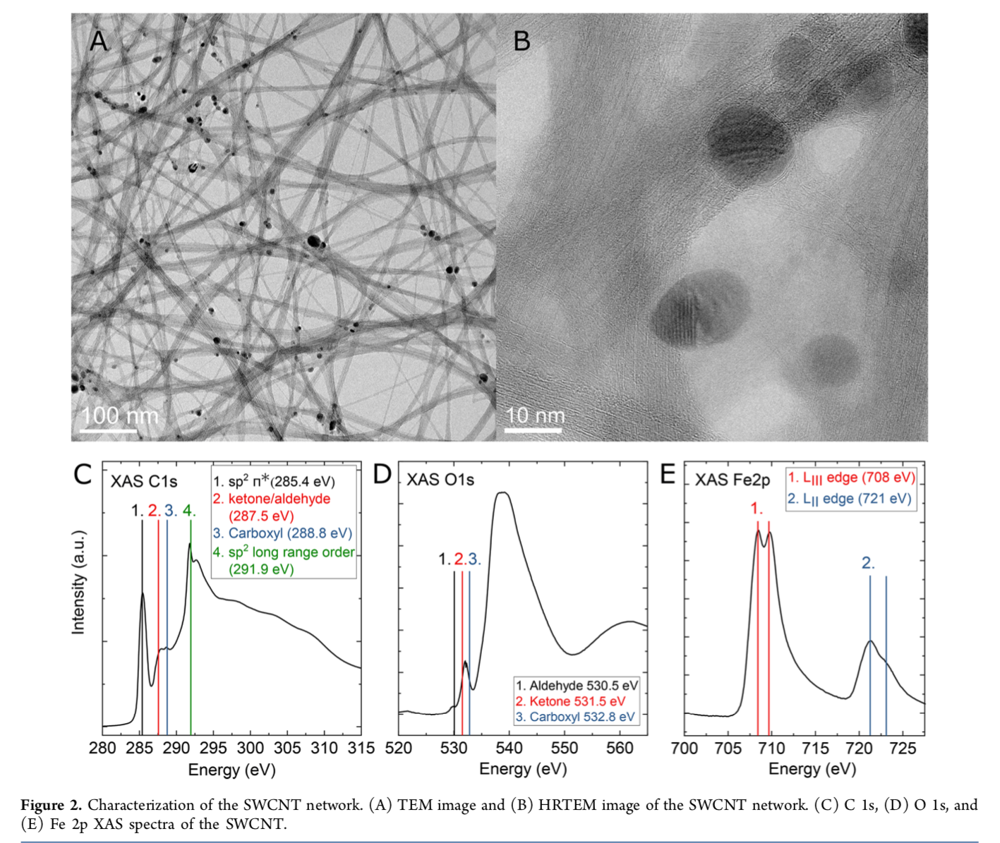 A
B
100 nm
10 nm
C
XAS C1s
1. sp² π*(285.4 eV)
2. ketone/aldehyde
(287.5 eV)
3. Carboxyl (288.8 eV)
4. sp² long range order
(291.9 eV)
1. 2. 3. 4.
Intensity (a.u.)
280 285 290 295 300 305 310 315
Energy (eV)
D
XAS O1s
1. 2. 3.
1. Aldehyde 530.5 eV
2. Ketone 531.5 eV
3. Carboxyl 532.8 eV
520 530 540 550 560
Energy (eV)
E
XAS Fe2p
1. LIII edge (708 eV)
2. LII edge (721 eV)
1.
2.
700 705 710 715 720 725
Energy (eV)
Figure 2. Characterization of the SWCNT network. (A) TEM image and (B) HRTEM image of the SWCNT network. (C) C 1s, (D) O 1s, and
(E) Fe 2p XAS spectra of the SWCNT.